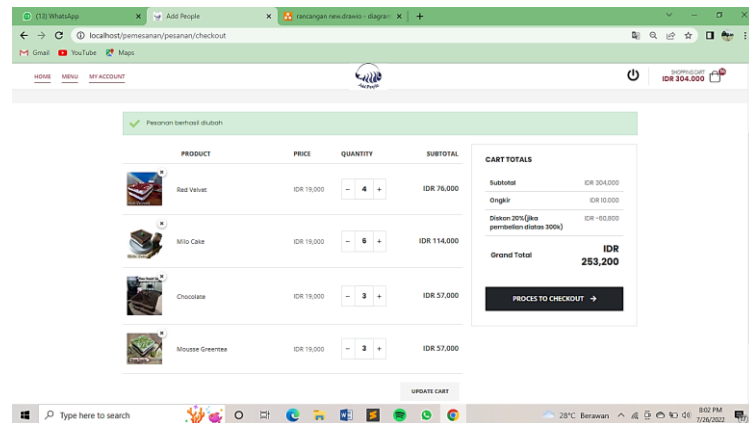 (13) WhatsApp
Add People
rancangan new.drawio - diagram
localhost/pemesanan/pesanan/checkout
Gmail YouTube Maps
HOME MENU MY ACCOUNT
Add People
SHOPPING CART
IDR 304.000
Pesanan berhasil diubah
PRODUCT PRICE QUANTITY SUBTOTAL
Red Velvet IDR 19,000 - 4 + IDR 76,000
Milo Cake IDR 19,000 - 6 + IDR 114,000
Chocolate IDR 19,000 - 3 + IDR 57,000
Mousse Greentea IDR 19,000 - 3 + IDR 57,000
UPDATE CART
CART TOTALS
Subtotal IDR 304,000
Ongkir IDR 10.000
Diskon 20%(jika IDR -60,800
pembelian diatas 300k)
Grand Total IDR
253,200
PROCES TO CHECKOUT →
Type here to search
28°C Berawan
8:02 PM
7/26/2022